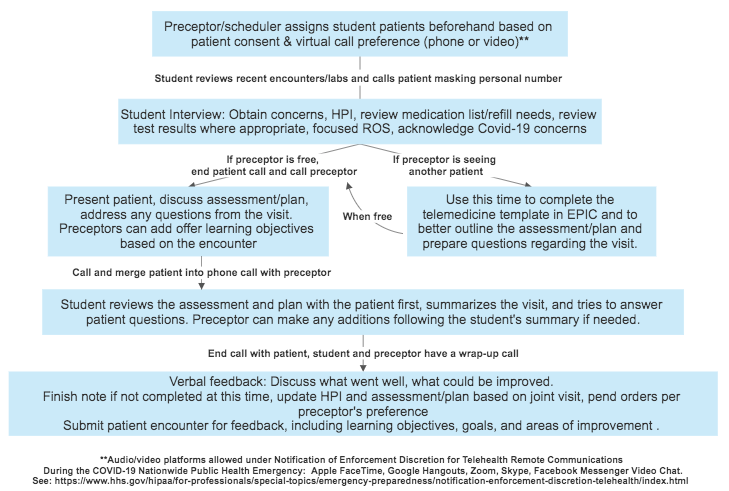 Preceptor/scheduler assigns student patients beforehand based on
patient consent & virtual call preference (phone or video)**
Student reviews recent encounters/labs and calls patient masking personal number
Student Interview: Obtain concerns, HPI, review medication list/refill needs, review
test results where appropriate, focused ROS, acknowledge Covid-19 concerns
If preceptor is free,
end patient call and call preceptor
If preceptor is seeing
another patient
Present patient, discuss assessment/plan,
address any questions from the visit.
Preceptors can add offer learning objectives
based on the encounter
When free
Use this time to complete the
telemedicine template in EPIC and to
better outline the assessment/plan and
prepare questions regarding the visit.
Call and merge patient into phone call with preceptor
Student reviews the assessment and plan with the patient first, summarizes the visit, and tries to answer
patient questions. Preceptor can make any additions following the student's summary if needed.
End call with patient, student and preceptor have a wrap-up call
Verbal feedback: Discuss what went well, what could be improved.
Finish note if not completed at this time, update HPI and assessment/plan based on joint visit, pend orders per
preceptor's preference
Submit patient encounter for feedback, including learning objectives, goals, and areas of improvement .
**Audio/video platforms allowed under Notification of Enforcement Discretion for Telehealth Remote Communications
During the COVID-19 Nationwide Public Health Emergency: Apple FaceTime, Google Hangouts, Zoom, Skype, Facebook Messenger Video Chat.
See: https://www.hhs.gov/hipaa/for-professionals/special-topics/emergency-preparedness/notification-enforcement-discretion-telehealth/index.html